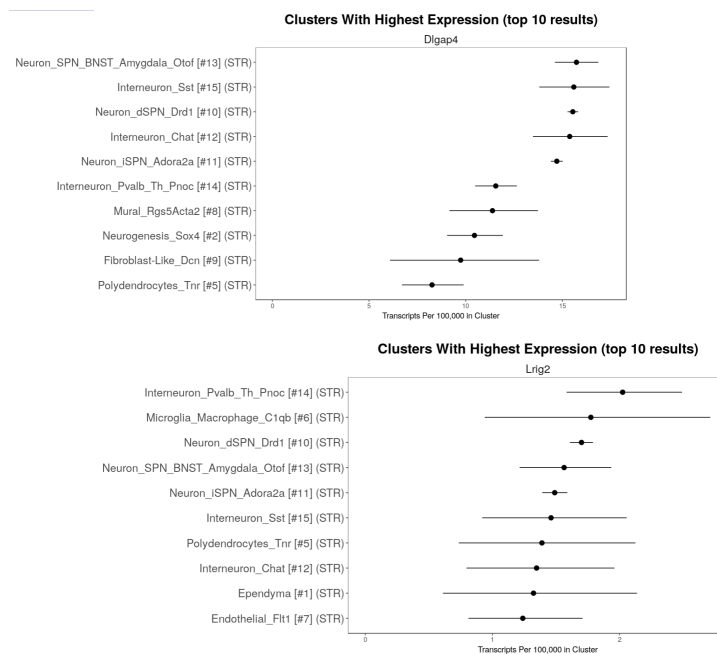 Clusters With Highest Expression (top 10 results)
Dlgap4
Neuron_SPN_BNST_Amygdala_Otof [#13] (STR)
Interneuron_Sst [#15] (STR)
Neuron_dSPN_Drd1 [#10] (STR)
Interneuron_Chat [#12] (STR)
Neuron_iSPN_Adora2a [#11] (STR)
Interneuron_Pvalb_Th_Pnoc [#14] (STR)
Mural_Rgs5Acta2 [#8] (STR)
Neurogenesis_Sox4 [#2] (STR)
Fibroblast-Like_Dcn [#9] (STR)
Polydendrocytes_Tnr [#5] (STR)
0 5 10 15
Transcripts Per 100,000 in Cluster
Clusters With Highest Expression (top 10 results)
Lrig2
Interneuron_Pvalb_Th_Pnoc [#14] (STR)
Microglia_Macrophage_C1qb [#6] (STR)
Neuron_dSPN_Drd1 [#10] (STR)
Neuron_SPN_BNST_Amygdala_Otof [#13] (STR)
Neuron_iSPN_Adora2a [#11] (STR)
Interneuron_Sst [#15] (STR)
Polydendrocytes_Tnr [#5] (STR)
Interneuron_Chat [#12] (STR)
Ependyma [#1] (STR)
Endothelial_Flt1 [#7] (STR)
0 1 2
Transcripts Per 100,000 in Cluster